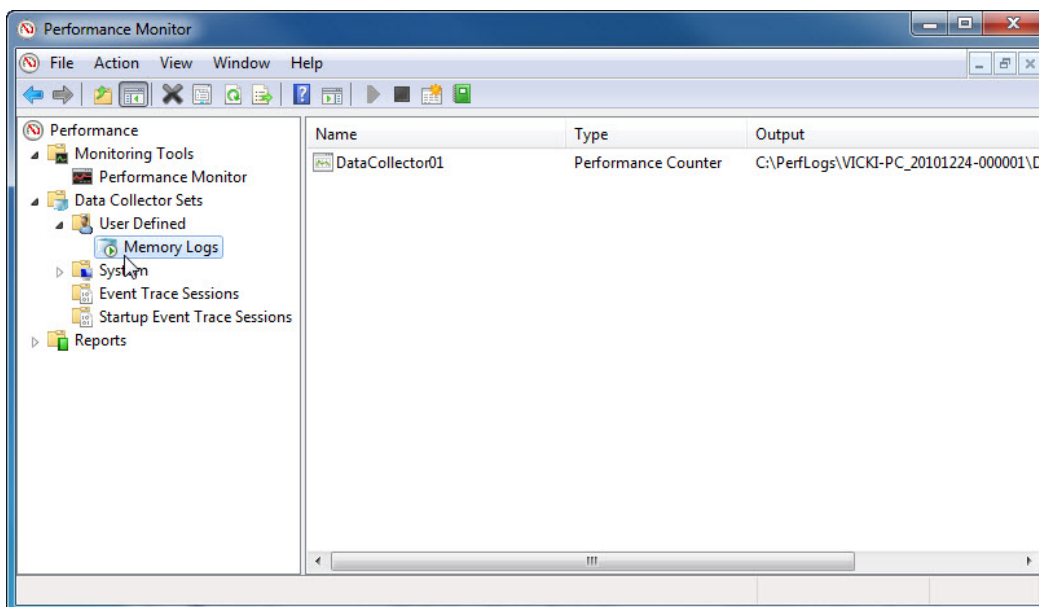 Performance Monitor
File Action View Window Help
Performance
Monitoring Tools
Performance Monitor
Data Collector Sets
User Defined
Memory Logs
System
Event Trace Sessions
Startup Event Trace Sessions
Reports
Name Type Output
DataCollector01 Performance Counter C:\PerfLogs\VICKI-PC_20101224-000001\D